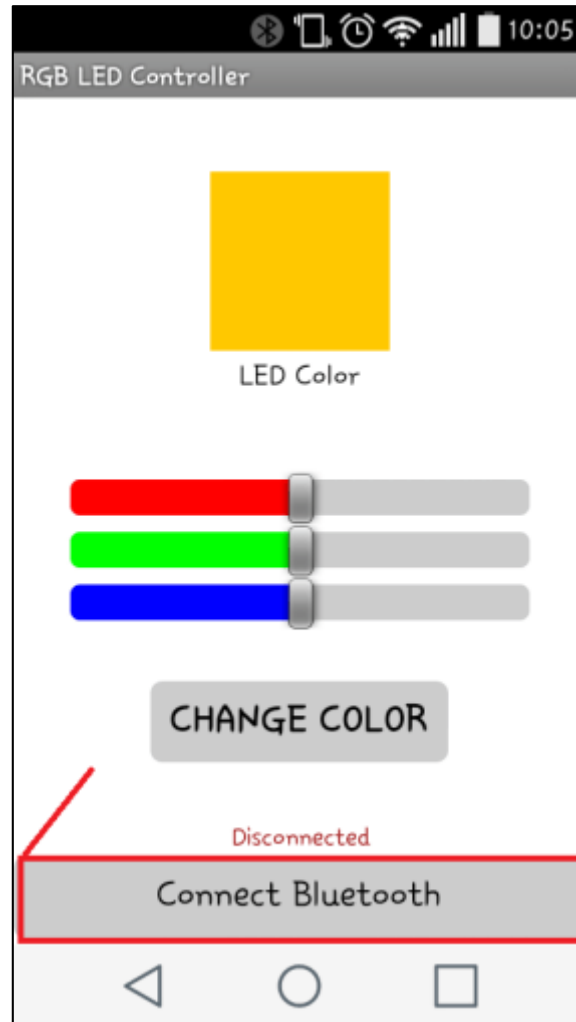 10:05
RGB LED Controller
LED Color
CHANGE COLOR
Disconnected
Connect Bluetooth